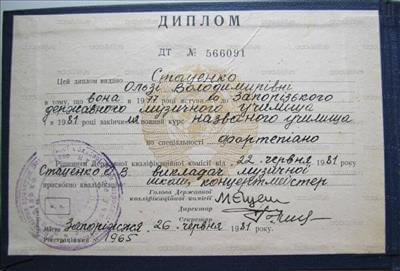 ДИПЛОМ
ДТ № 566091
Цей диплом видано Стаценко
Ользі Володимирівні
в тому, що вона в 1977 році вступила до Запорізького
державного музичного училища
і в 1981 році закінчила повний курс названого училища
по спеціальності фортепіано
Рішенням Державної кваліфікаційної комісії від 22 червня 1981
Стаценко О. В. викладач музичної
присвоєно кваліфікацію школи, концертмейстер
Голова Державної
кваліфікаційної комісії
Директор
Секретар
Місто Запоріжжя 26 червня 1981
Реєстраційний № 1965